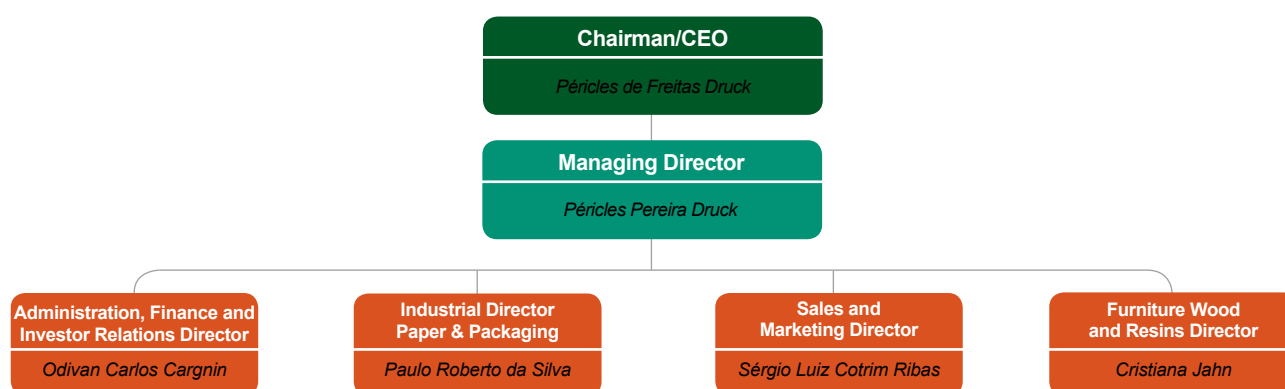 Chairman/CEO
Péricles de Freitas Druck
Managing Director
Péricles Pereira Druck
Administration, Finance and
Investor Relations Director
Odivan Carlos Cargnin
Industrial Director
Paper & Packaging
Paulo Roberto da Silva
Sales and
Marketing Director
Sérgio Luiz Cotrim Ribas
Furniture Wood
and Resins Director
Cristiana Jahn